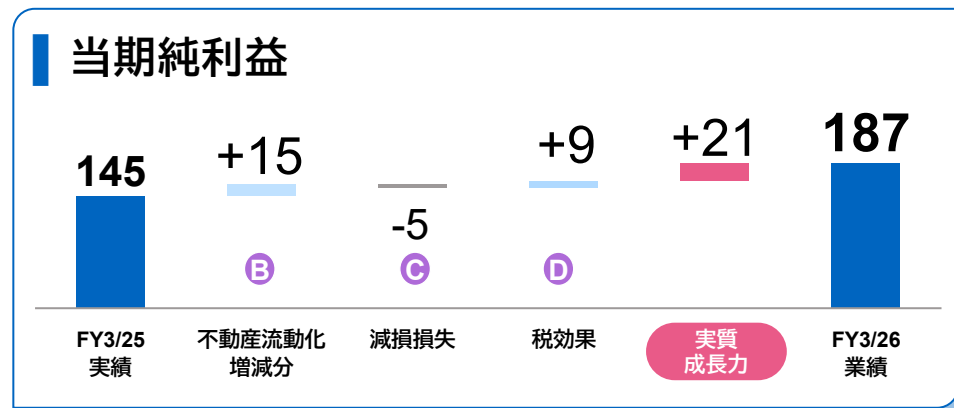 当期純利益
145
+15
-5
+9
+21
187
B
C
D
FY3/25
実績
不動産流動化
増減分
減損損失
税効果
実質
成長力
FY3/26
業績